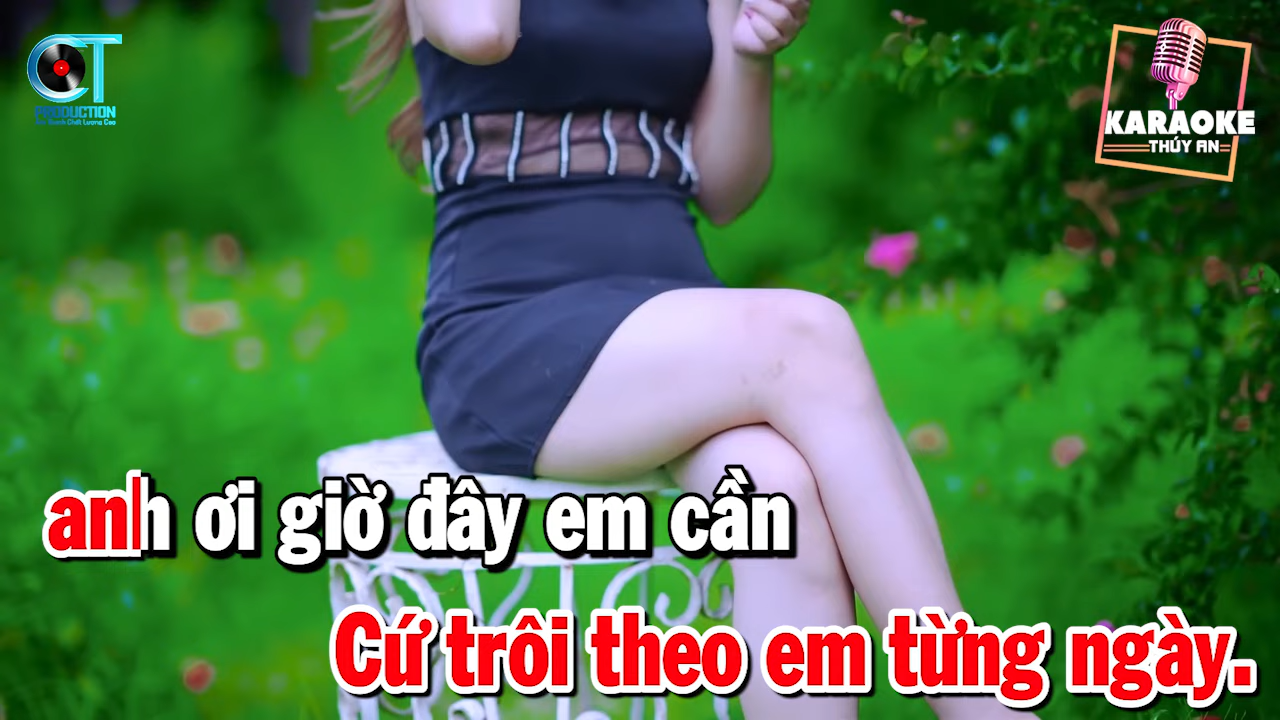 CT
PRODUCTION
KARAOKE
THÚY AN
anh ơi giờ đây em cần
Cứ trôi theo em từng ngày.